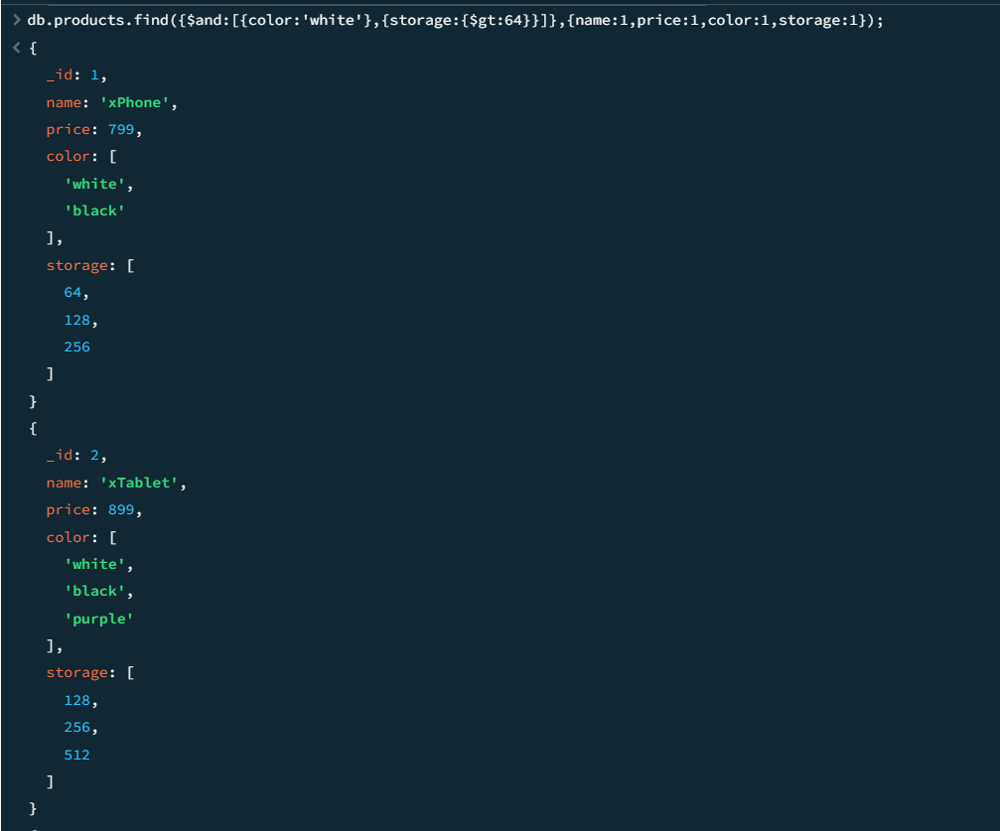 > db.products.find({$and:[{color:'white'},{storage:{$gt:64}}]},{name:1,price:1,color:1,storage:1});
< {
_id: 1,
name: 'xPhone',
price: 799,
color: [
'white',
'black'
],
storage: [
64,
128,
256
]
}
{
_id: 2,
name: 'xTablet',
price: 899,
color: [
'white',
'black',
'purple'
],
storage: [
128,
256,
512
]
}